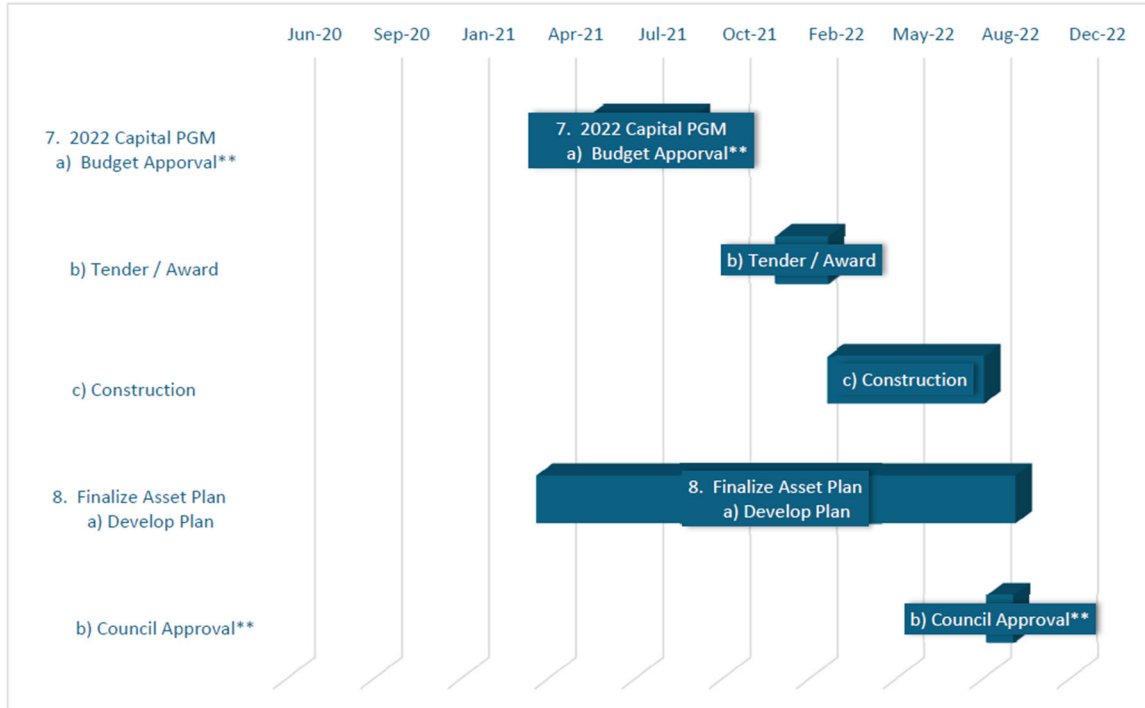 Jun-20 Sep-20 Jan-21 Apr-21 Jul-21 Oct-21 Feb-22 May-22 Aug-22 Dec-22
7. 2022 Capital PGM
a) Budget Apporval**
7. 2022 Capital PGM
a) Budget Apporval**
b) Tender / Award
b) Tender / Award
c) Construction
c) Construction
8. Finalize Asset Plan
a) Develop Plan
8. Finalize Asset Plan
a) Develop Plan
b) Council Approval**
b) Council Approval**